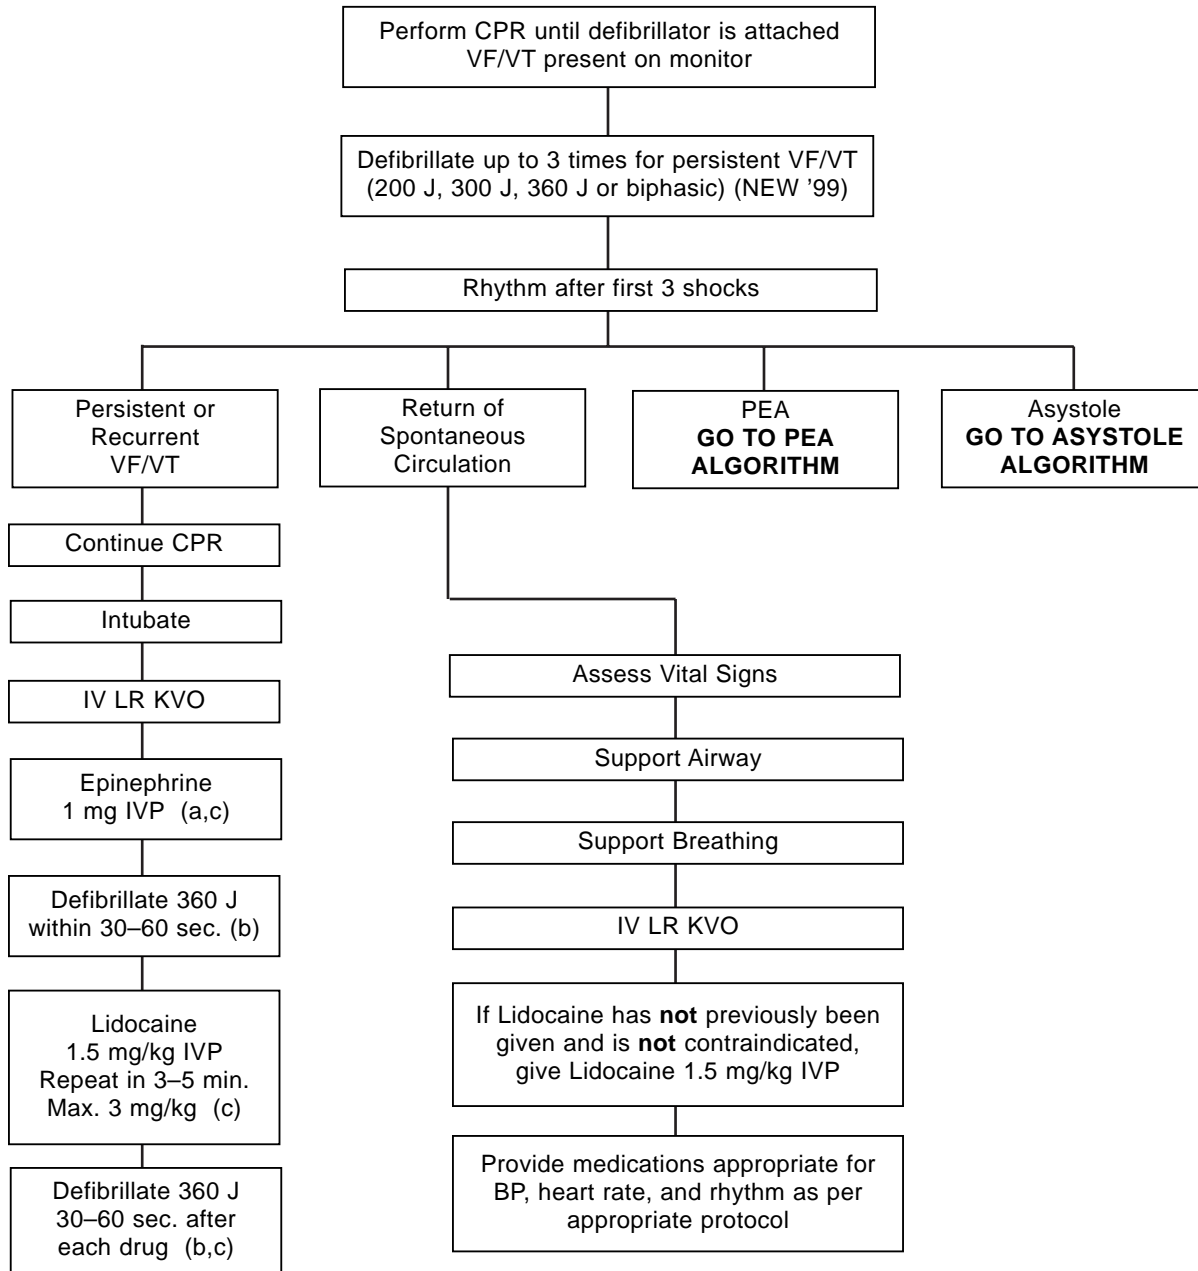 Perform CPR until defibrillator is attached
VF/VT present on monitor
Defibrillate up to 3 times for persistent VF/VT
(200 J, 300 J, 360 J or biphasic) (NEW '99)
Rhythm after first 3 shocks
Persistent or
Recurrent
VF/VT
Return of
Spontaneous
Circulation
PEA
GO TO PEA
ALGORITHM
Asystole
GO TO ASYSTOLE
ALGORITHM
Continue CPR
Intubate
IV LR KVO
Epinephrine
1 mg IVP (a,c)
Defibrillate 360 J
within 30–60 sec. (b)
Lidocaine
1.5 mg/kg IVP
Repeat in 3–5 min.
Max. 3 mg/kg (c)
Defibrillate 360 J
30–60 sec. after
each drug (b,c)
Assess Vital Signs
Support Airway
Support Breathing
IV LR KVO
If Lidocaine has not previously been
given and is not contraindicated,
give Lidocaine 1.5 mg/kg IVP
Provide medications appropriate for
BP, heart rate, and rhythm as per
appropriate protocol